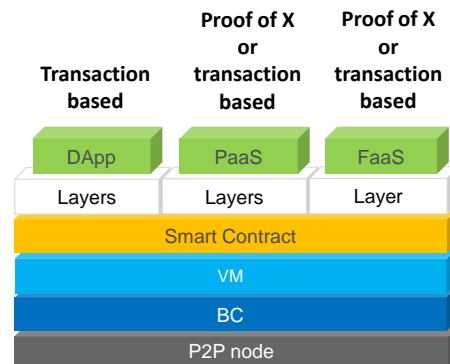 Transaction
based
Proof of X
or
transaction
based
Proof of X
or
transaction
based
DApp
PaaS
FaaS
Layers
Layers
Layer
Smart Contract
VM
BC
P2P node